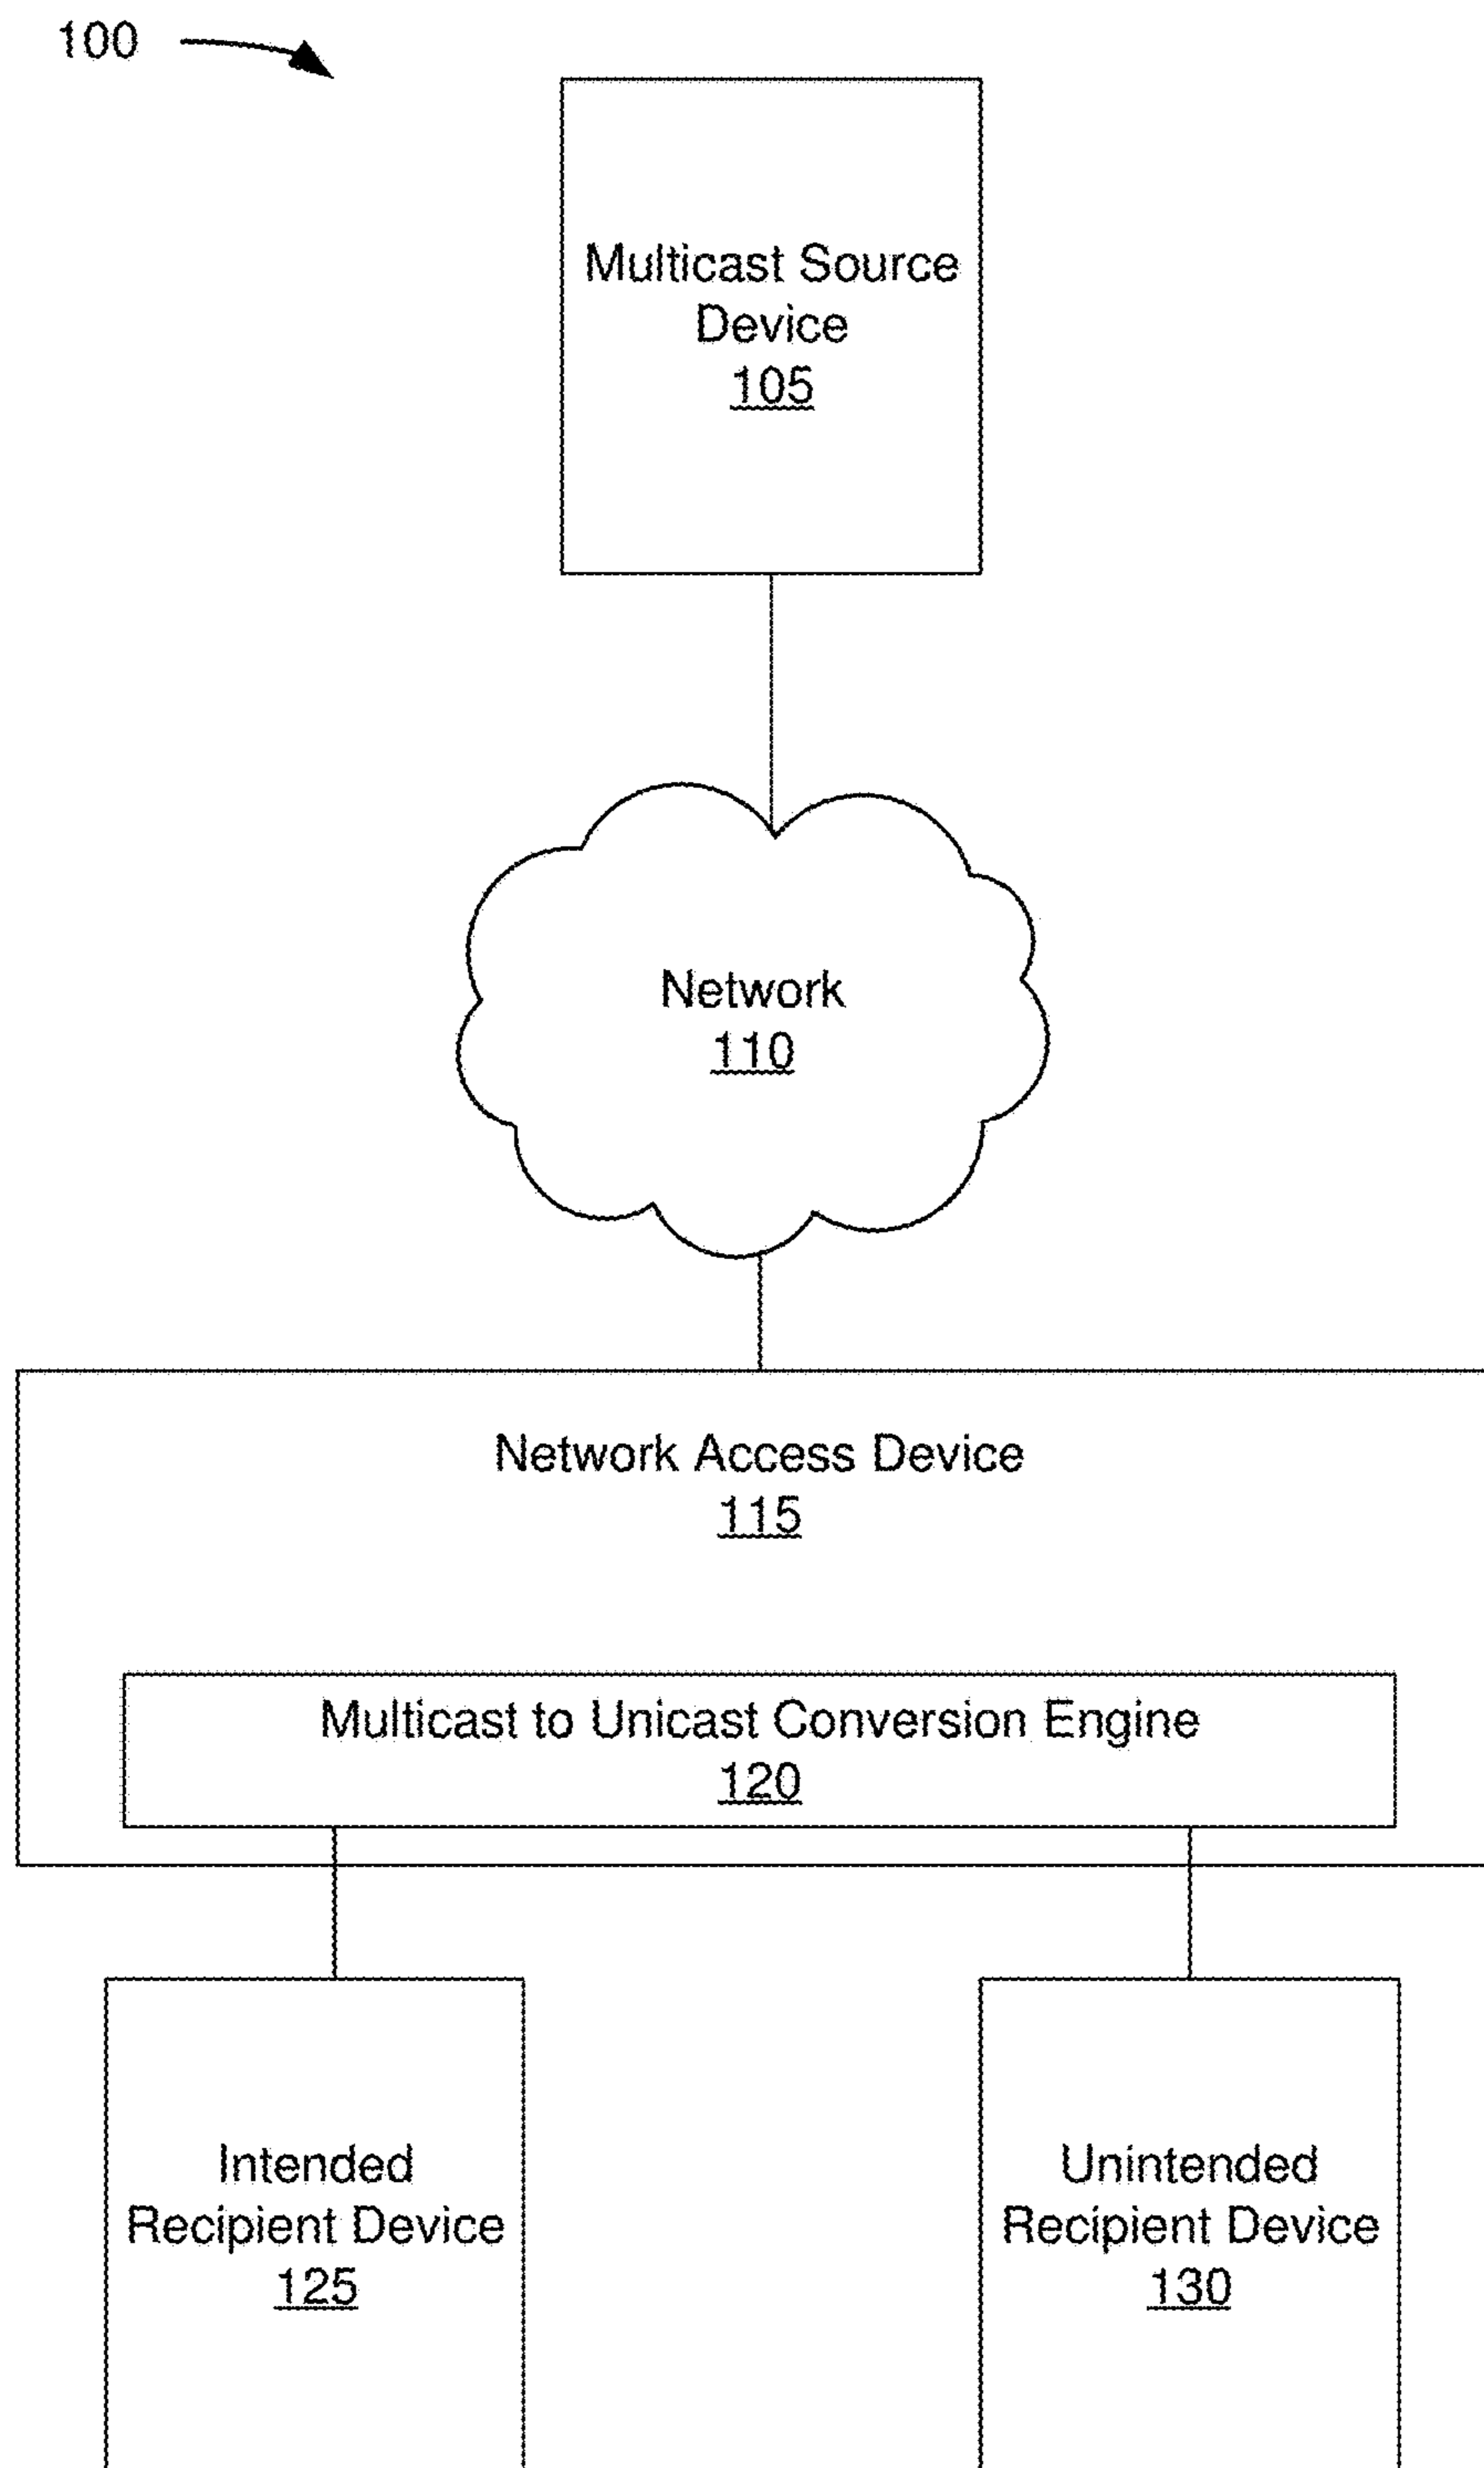 100
Multicast Source
Device
105
Network
110
Network Access Device
115
Multicast to Unicast Conversion Engine
120
Intended
Recipient Device
125
Unintended
Recipient Device
130